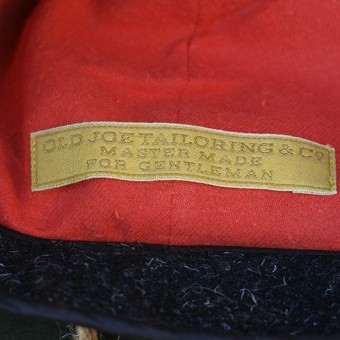 OLD JOE TAILORING & Co
MASTER MADE
FOR GENTLEMAN